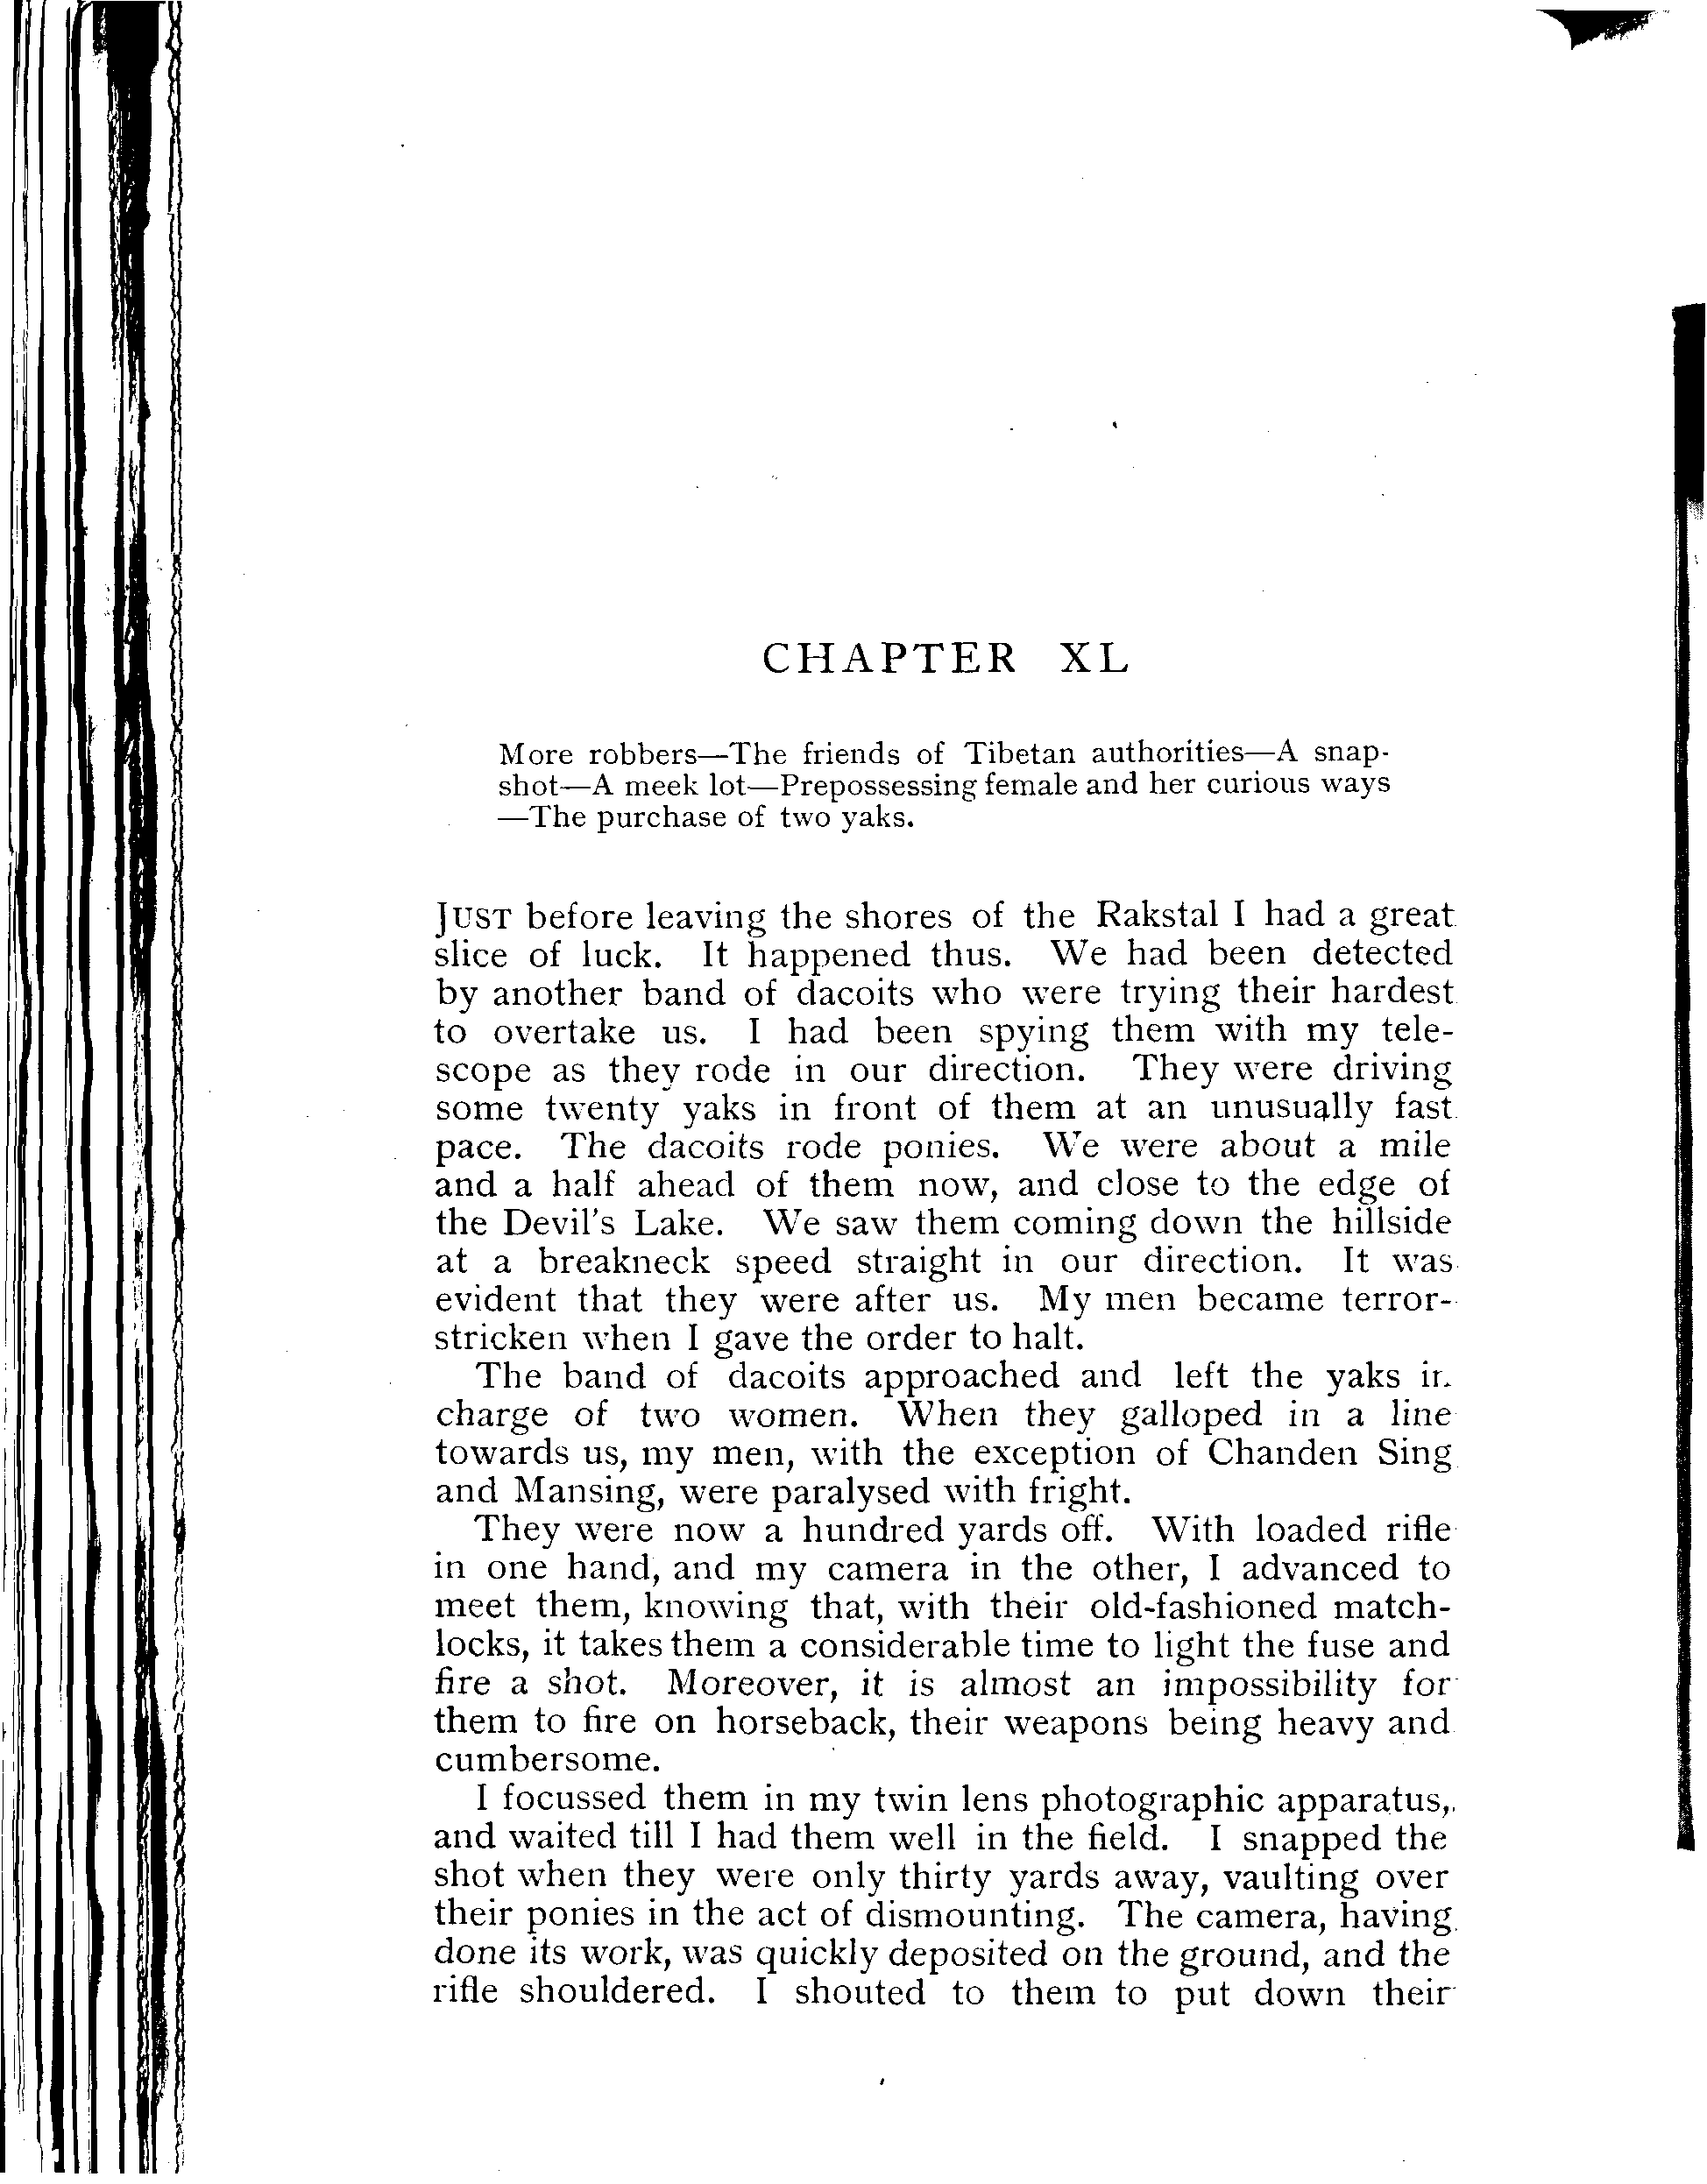 CHAPTER XL
More robbers—The friends of Tibetan authorities—A snap-
shot—A meek lot—Prepossessing female and her curious ways
—The purchase of two yaks.
JUST before leaving the shores of the Rakstal I had a great
slice of luck. It happened thus. We had been detected
by another band of dacoits who were trying their hardest
to overtake us. I had been spying them with my tele-
scope as they rode in our direction. They were driving
some twenty yaks in front of them at an unusually fast
pace. The dacoits rode ponies. We were about a mile
and a half ahead of them now, and close to the edge of
the Devil's Lake. We saw them coming down the hillside
at a breakneck speed straight in our direction. It was
evident that they were after us. My men became terror-
stricken when I gave the order to halt.
The band of dacoits approached and left the yaks in
charge of two women. When they galloped in a line
towards us, my men, with the exception of Chanden Sing
and Mansing, were paralysed with fright.
They were now a hundred yards off. With loaded rifle
in one hand, and my camera in the other, I advanced to
meet them, knowing that, with their old-fashioned match-
locks, it takes them a considerable time to light the fuse and
fire a shot. Moreover, it is almost an impossibility for
them to fire on horseback, their weapons being heavy and
cumbersome.
I focussed them in my twin lens photographic apparatus,
and waited till I had them well in the field. I snapped the
shot when they were only thirty yards away, vaulting over
their ponies in the act of dismounting. The camera, having
done its work, was quickly deposited on the ground, and the
rifle shouldered. I shouted to them to put down their